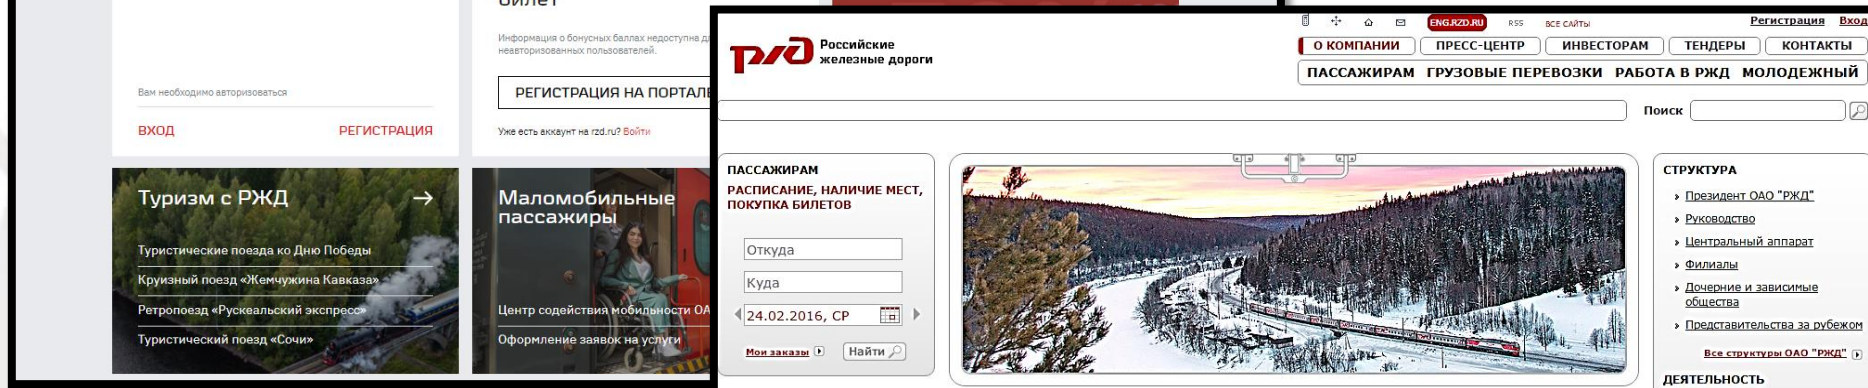 билет
Информация о бонусных баллах недоступна
неавторизованных пользователей.
РЕГИСТРАЦИЯ НА ПОРТАЛЕ
Уже есть аккаунт на rzd.ru? Войти
Вам необходимо авторизоваться
ВХОД РЕГИСТРАЦИЯ
Туризм с РЖД
Туристические поезда ко Дню Победы
Круизный поезд «Жемчужина Кавказа»
Ретропоезд «Рускеальский экспресс»
Туристический поезд «Сочи»
Маломобильные
пассажиры
Центр содействия мобильности ОА
Оформление заявок на услуги
ENG.RZD.RU RSS ВСЕ САЙТЫ Регистрация Вход
РЖД Российские
железные дороги
О КОМПАНИИ ПРЕСС-ЦЕНТР ИНВЕСТОРАМ ТЕНДЕРЫ КОНТАКТЫ
ПАССАЖИРАМ ГРУЗОВЫЕ ПЕРЕВОЗКИ РАБОТА В РЖД МОЛОДЕЖНЫЙ
Поиск
ПАССАЖИРАМ
РАСПИСАНИЕ, НАЛИЧИЕ МЕСТ,
ПОКУПКА БИЛЕТОВ
Откуда
Куда
24.02.2016, СР
Мои заказы Найти
СТРУКТУРА
Президент ОАО "РЖД"
Руководство
Центральный аппарат
Филиалы
Дочерние и зависимые
общества
Представительства за рубежом
Все структуры ОАО "РЖД"
ДЕЯТЕЛЬНОСТЬ